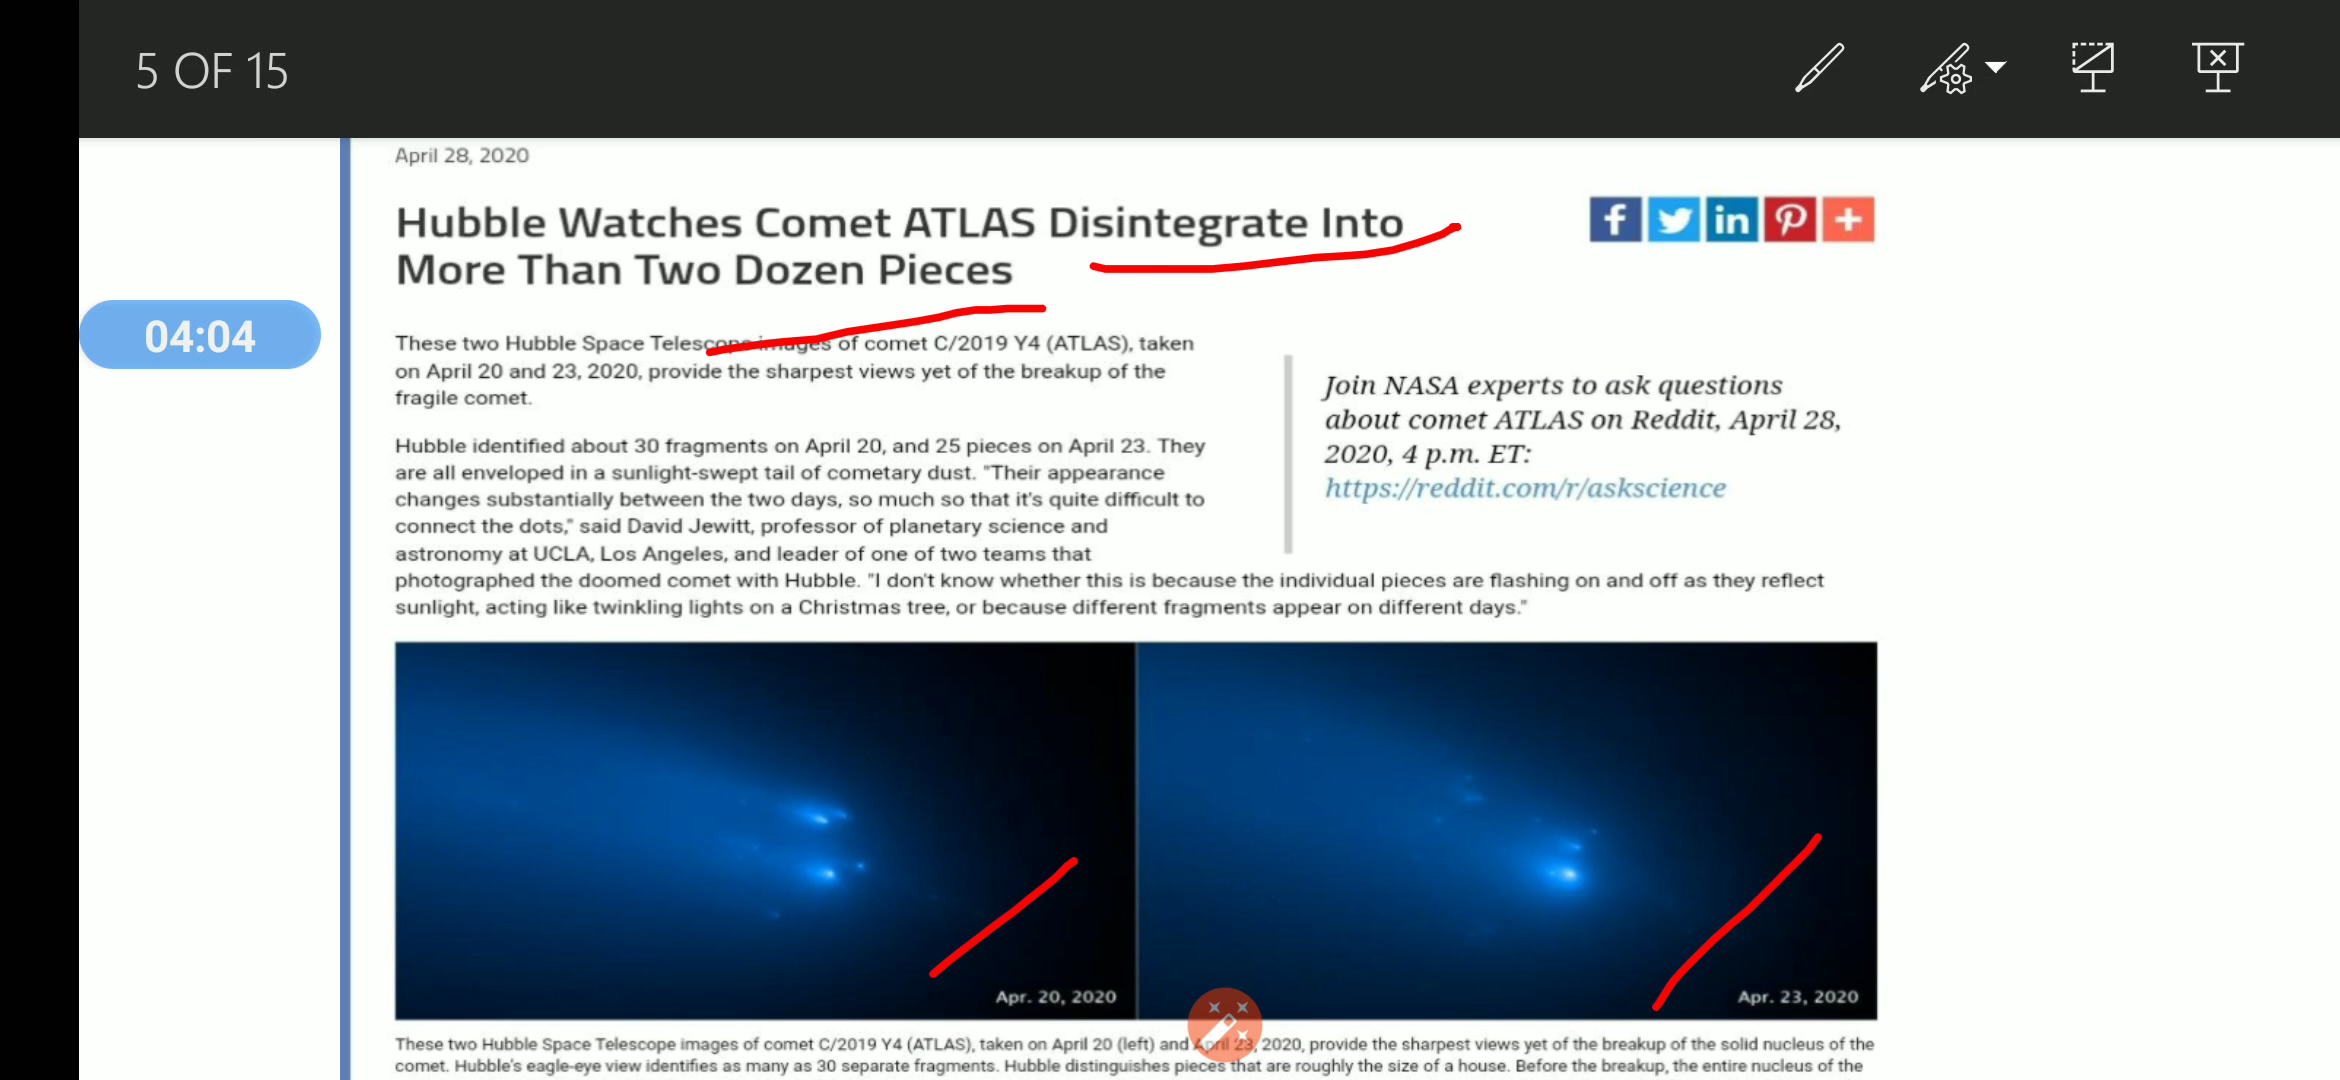 5 OF 15
April 28, 2020
Hubble Watches Comet ATLAS Disintegrate Into
More Than Two Dozen Pieces
f in P +
04:04
These two Hubble Space Telescope images of comet C/2019 Y4 (ATLAS), taken
on April 20 and 23, 2020, provide the sharpest views yet of the breakup of the
fragile comet.
Join NASA experts to ask questions
about comet ATLAS on Reddit, April 28,
2020, 4 p.m. ET:
https://reddit.com/r/askscience
Hubble identified about 30 fragments on April 20, and 25 pieces on April 23. They
are all enveloped in a sunlight-swept tail of cometary dust. "Their appearance
changes substantially between the two days, so much so that it's quite difficult to
connect the dots," said David Jewitt, professor of planetary science and
astronomy at UCLA, Los Angeles, and leader of one of two teams that
photographed the doomed comet with Hubble. "I don't know whether this is because the individual pieces are flashing on and off as they reflect
sunlight, acting like twinkling lights on a Christmas tree, or because different fragments appear on different days."
Apr. 20, 2020
Apr. 23, 2020
These two Hubble Space Telescope images of comet C/2019 Y4 (ATLAS), taken on April 20 (left) and April 23, 2020, provide the sharpest views yet of the breakup of the solid nucleus of the
comet. Hubble's eagle-eye view identifies as many as 30 separate fragments. Hubble distinguishes pieces that are roughly the size of a house. Before the breakup, the entire nucleus of the